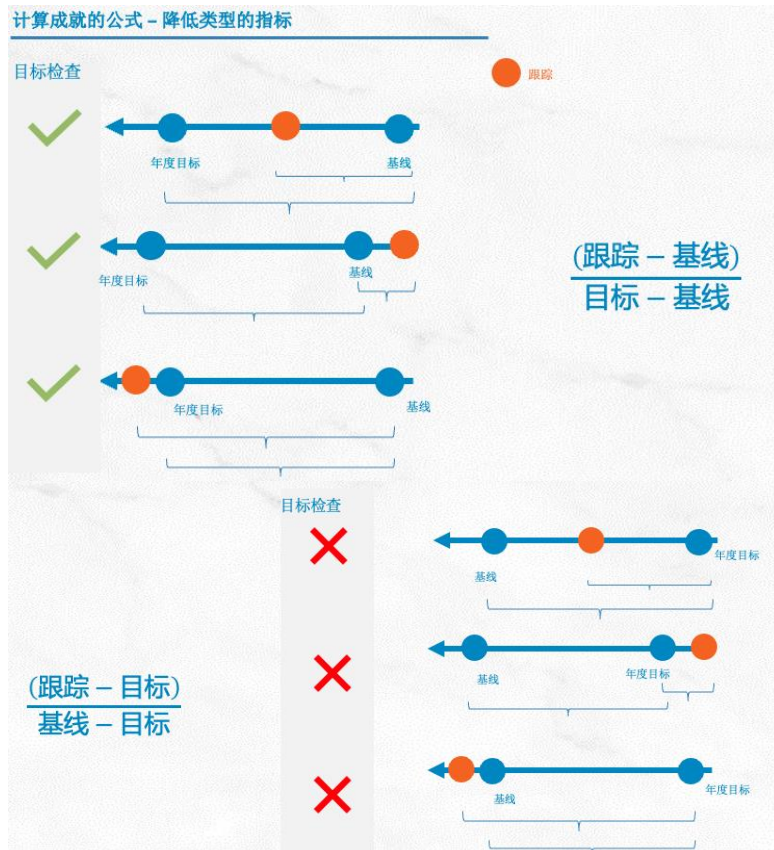 计算成就的公式 – 降低类型的指标
目标检查
跟踪
年度目标
基线
年度目标
基线
(跟踪 – 基线)
目标 – 基线
年度目标
基线
目标检查
年度目标
基线
(跟踪 – 目标)
基线 – 目标
基线
年度目标
基线
年度目标